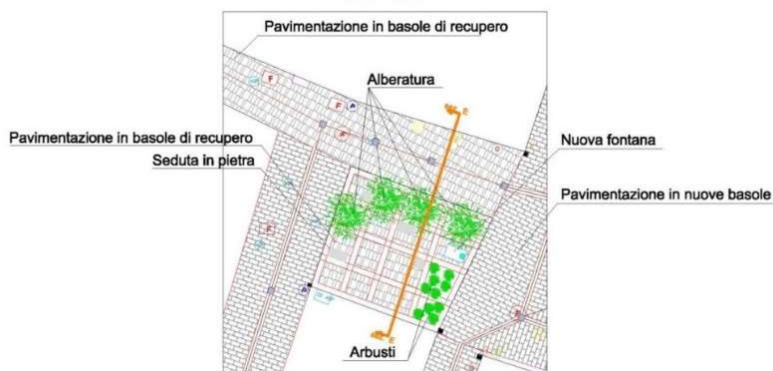 Pavimentazione in basole di recupero
Alberatura
Pavimentazione in basole di recupero
Nuova fontana
Seduta in pietra
Pavimentazione in nuove basole
Arbusti
F
F
F
F
E
E